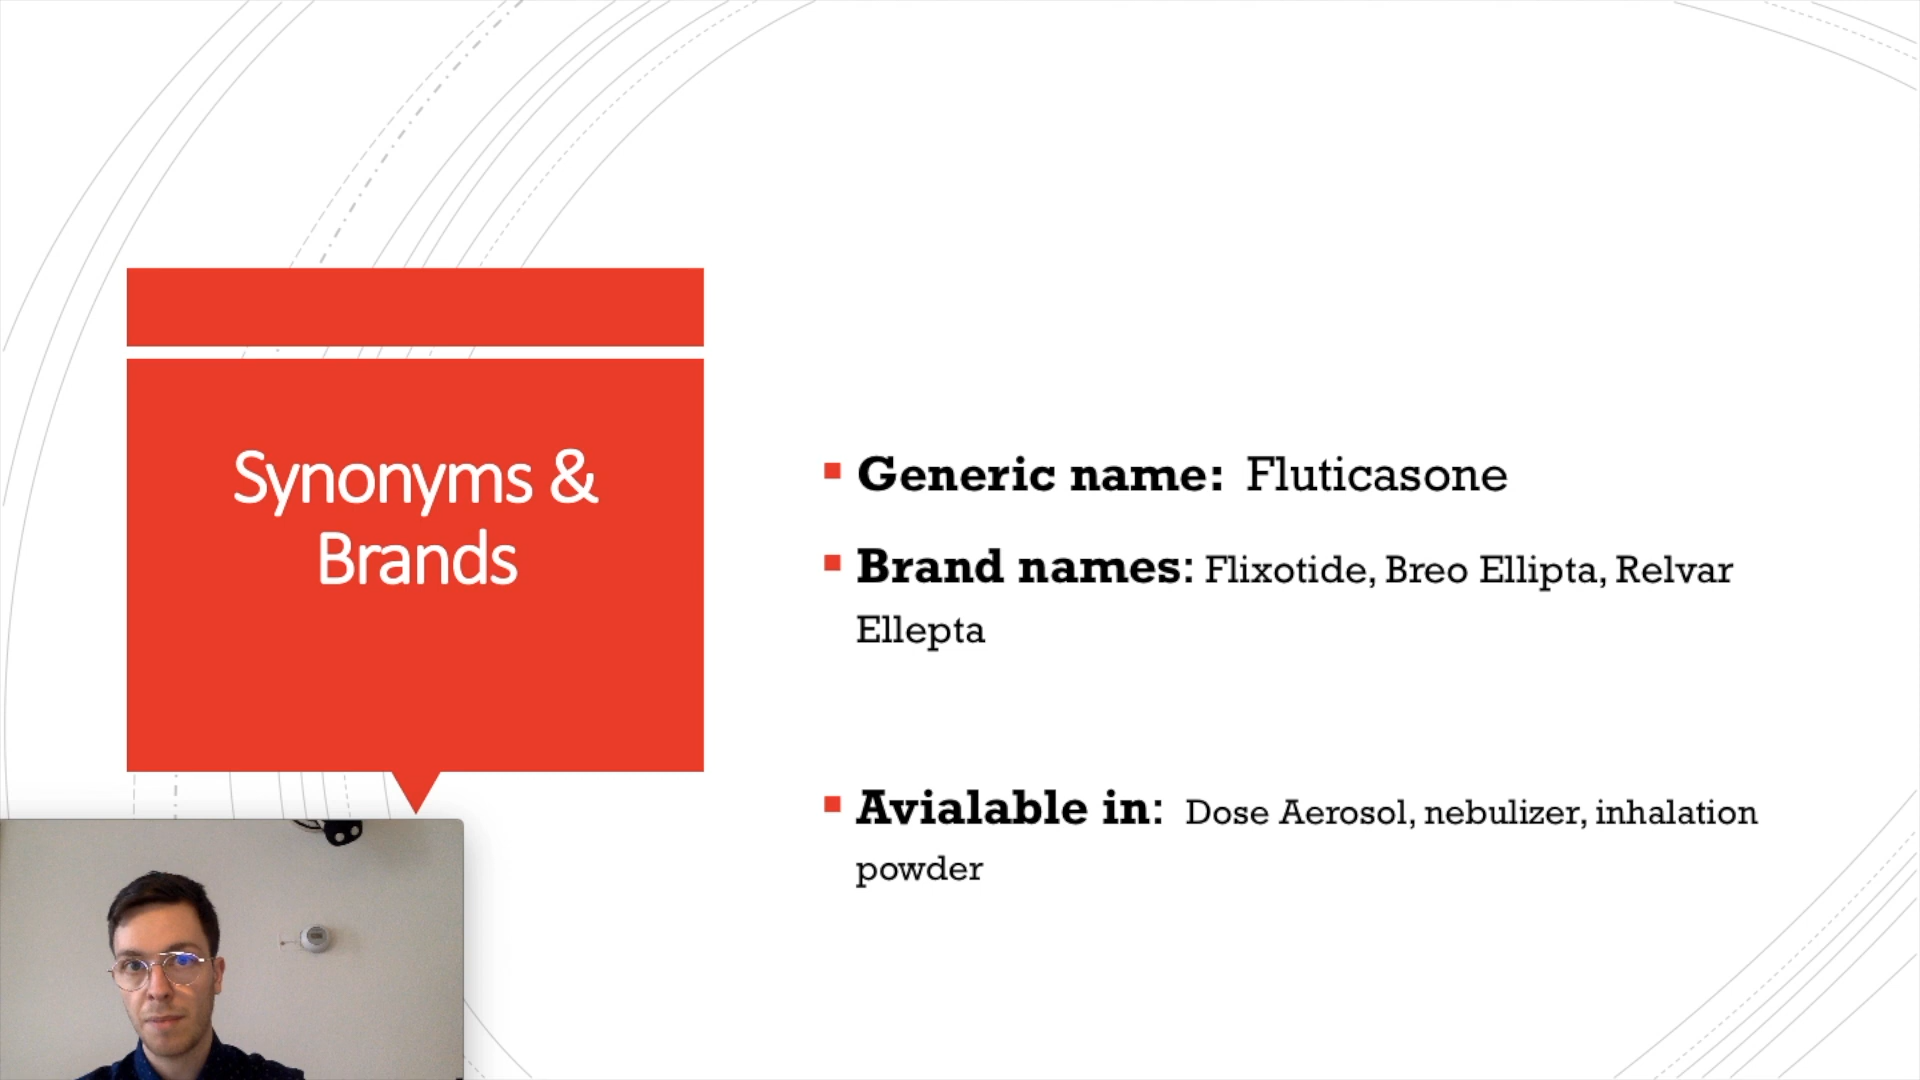 Synonyms &
Brands
Generic name: Fluticasone
Brand names: Flixotide, Breo Ellipta, Relvar
Ellepta
Avialable in: Dose Aerosol, nebulizer, inhalation
powder